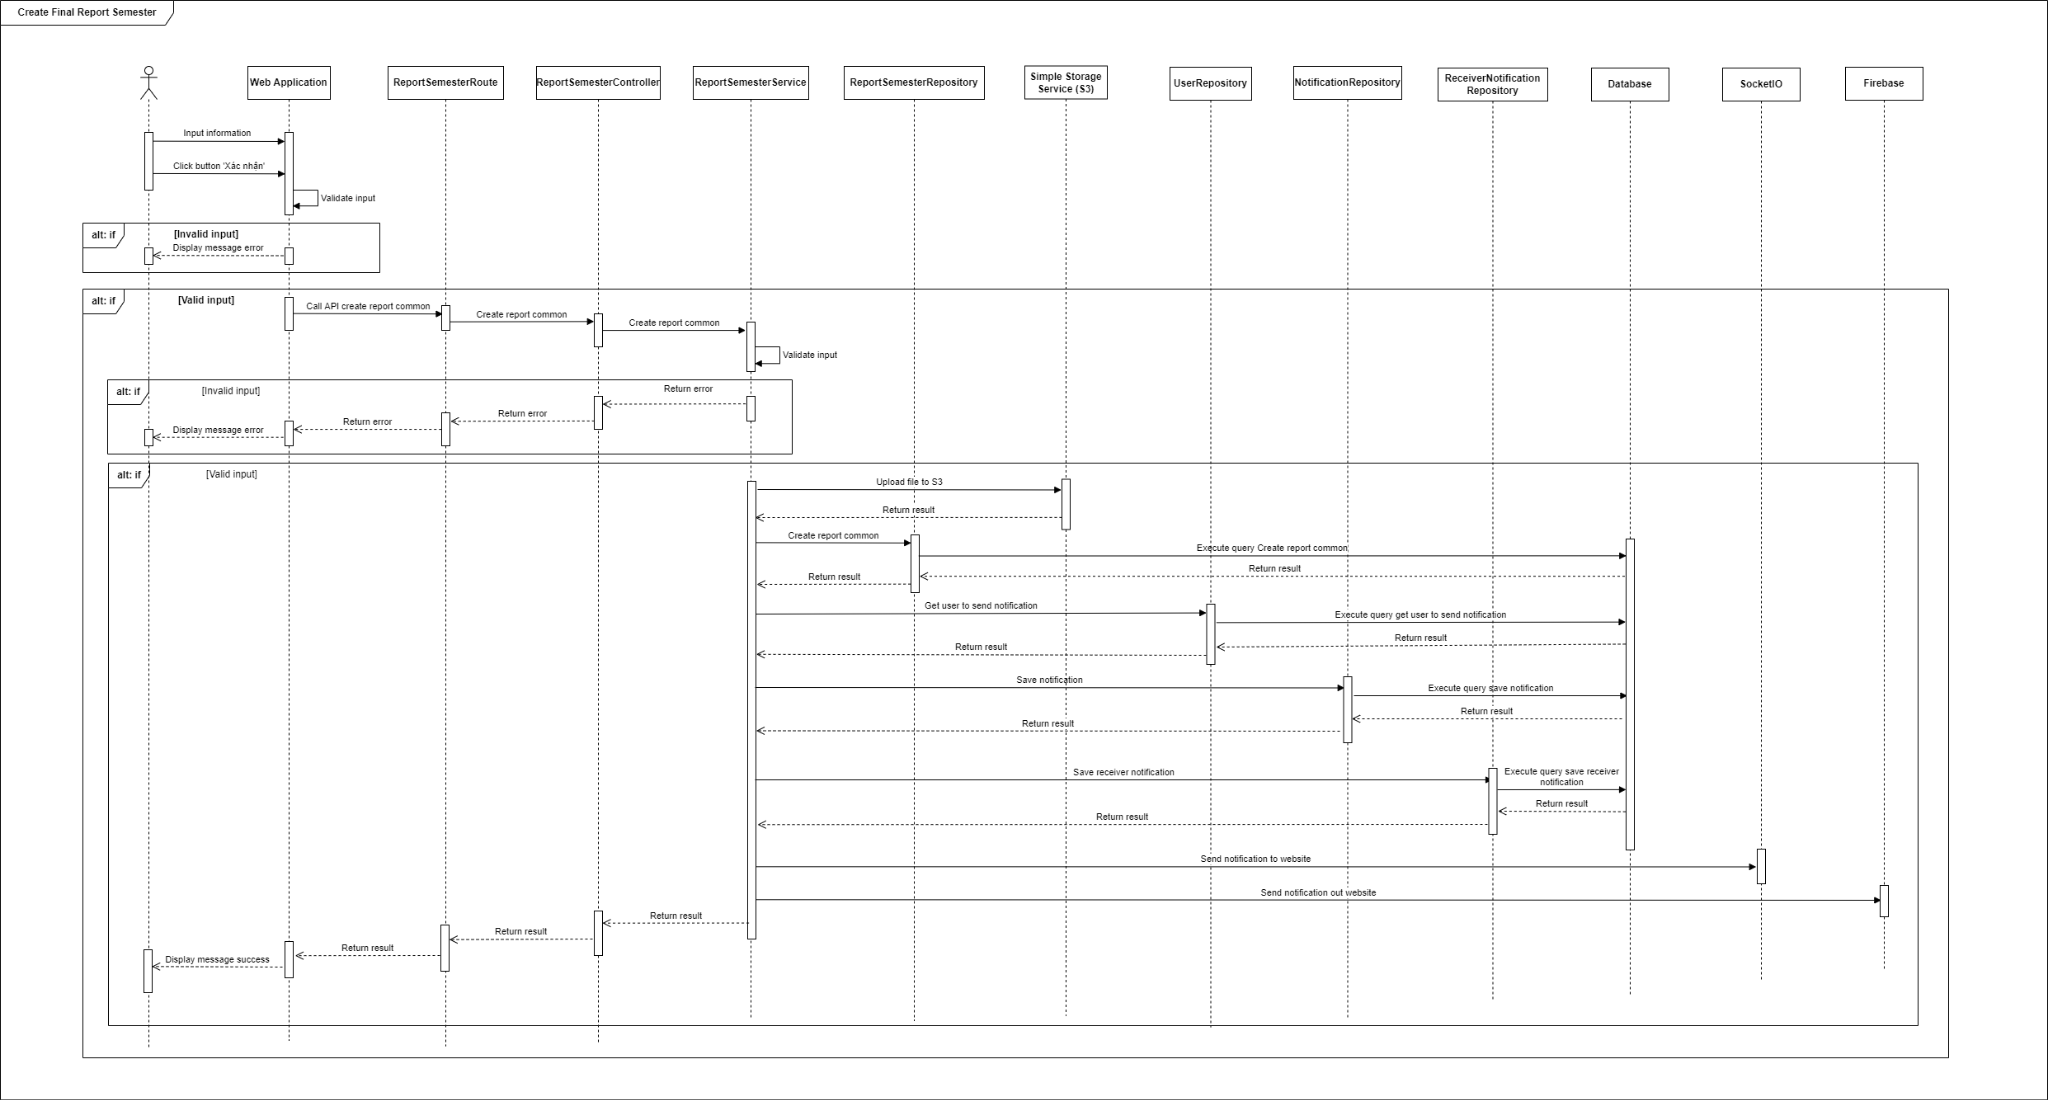 Create Final Report Semester
Web Application
ReportSemesterRoute
ReportSemesterController
ReportSemesterService
ReportSemesterRepository
Simple Storage
Service (S3)
UserRepository
NotificationRepository
ReceiverNotification
Repository
Database
SocketIO
Firebase
Input information
Click button 'Xác nhận'
Validate input
alt: if
[Invalid input]
Display message error
alt: if
[Valid input]
Call API create report common
Create report common
Create report common
Validate input
alt: if
[Invalid input]
Return error
Return error
Return error
Display message error
alt: if
[Valid input]
Upload file to S3
Return result
Create report common
Execute query Create report common
Return result
Return result
Get user to send notification
Execute query get user to send notification
Return result
Return result
Save notification
Execute query save notification
Return result
Return result
Save receiver notification
Execute query save receiver
notification
Return result
Return result
Send notification to website
Send notification out website
Return result
Return result
Return result
Display message success